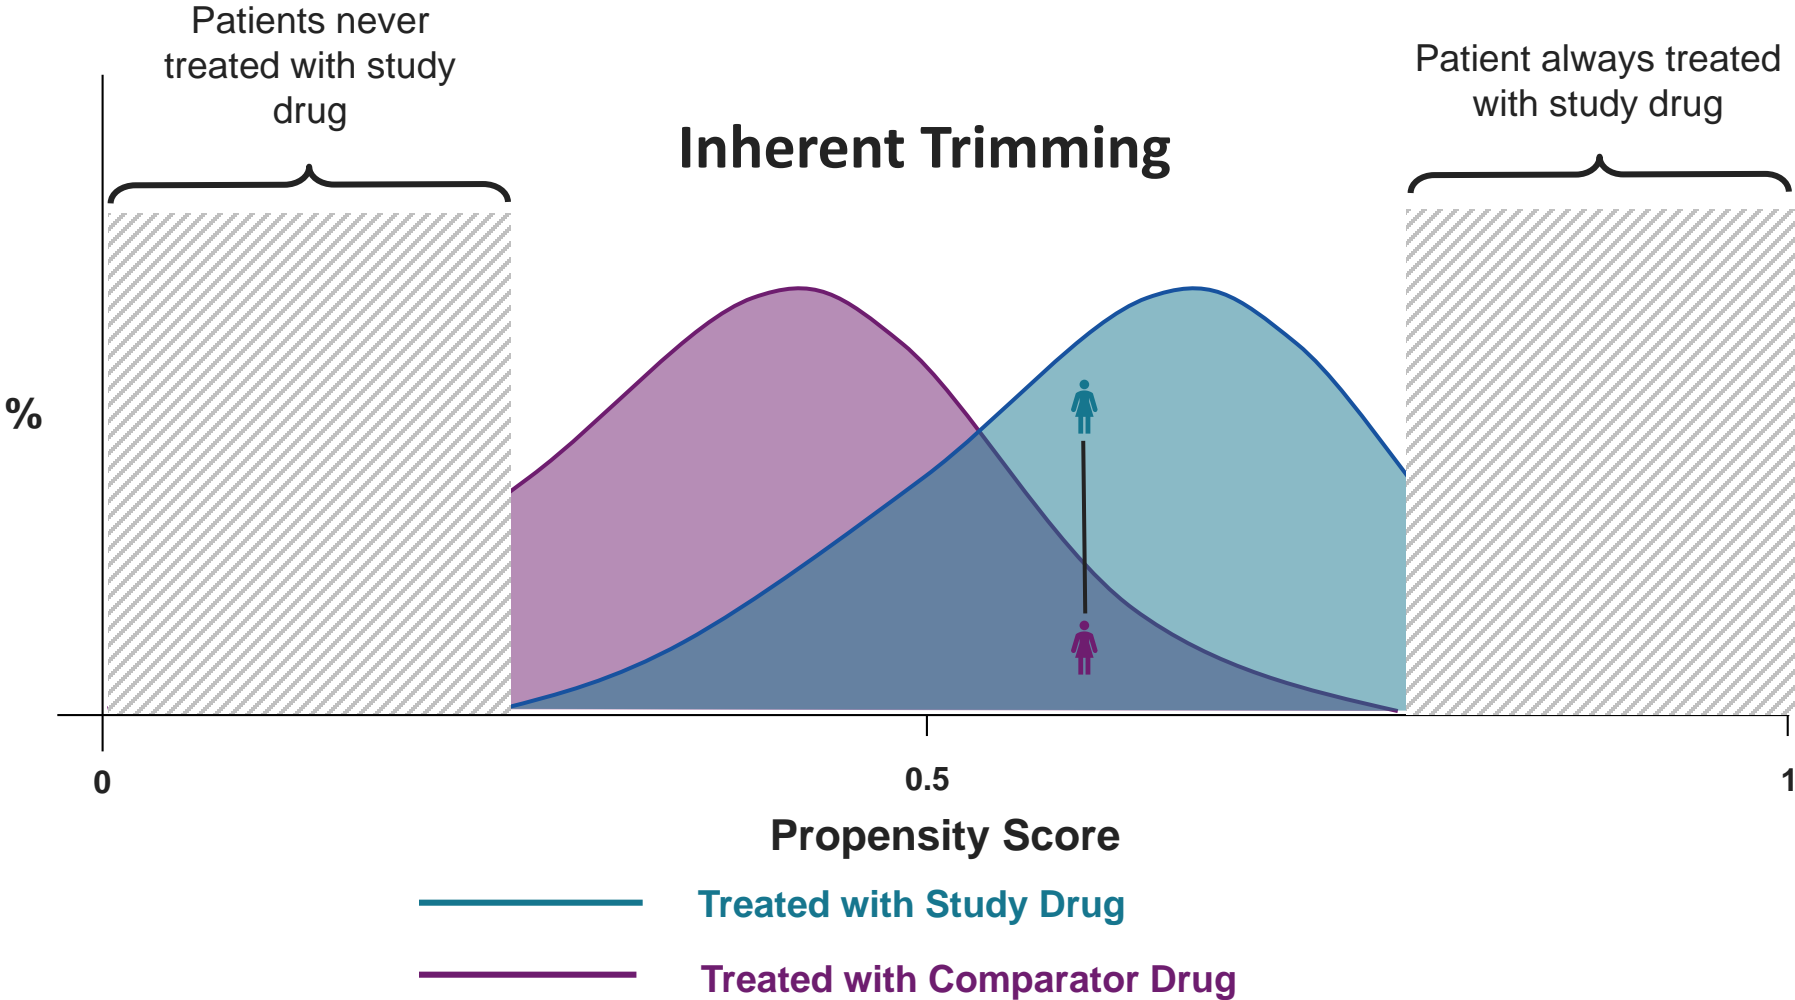 Patients never
treated with study
drug
Patient always treated
with study drug
Inherent Trimming
%
0
0.5
1
Propensity Score
Treated with Study Drug
Treated with Comparator Drug